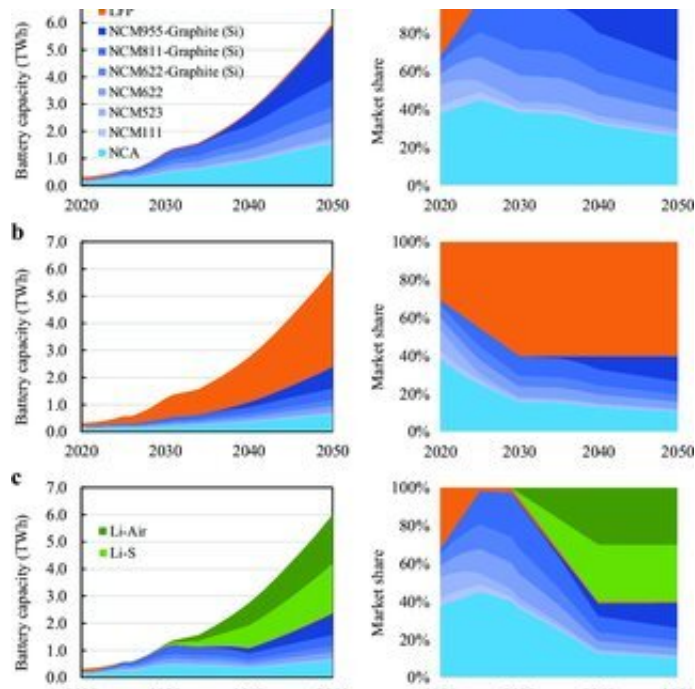 LFP
NCM955-Graphite (Si)
NCM811-Graphite (Si)
NCM622-Graphite (Si)
NCM622
NCM523
NCM111
NCA
Battery capacity (TWh)
6.0
5.0
4.0
3.0
2.0
1.0
0.0
2020 2030 2040 2050
Market share
80%
60%
40%
20%
0%
2020 2030 2040 2050
b
Battery capacity (TWh)
7.0
6.0
5.0
4.0
3.0
2.0
1.0
0.0
2020 2030 2040 2050
Market share
100%
80%
60%
40%
20%
0%
2020 2030 2040 2050
c
Battery capacity (TWh)
7.0
6.0
5.0
4.0
3.0
2.0
1.0
0.0
Li-Air
Li-S
Market share
100%
80%
60%
40%
20%
0%